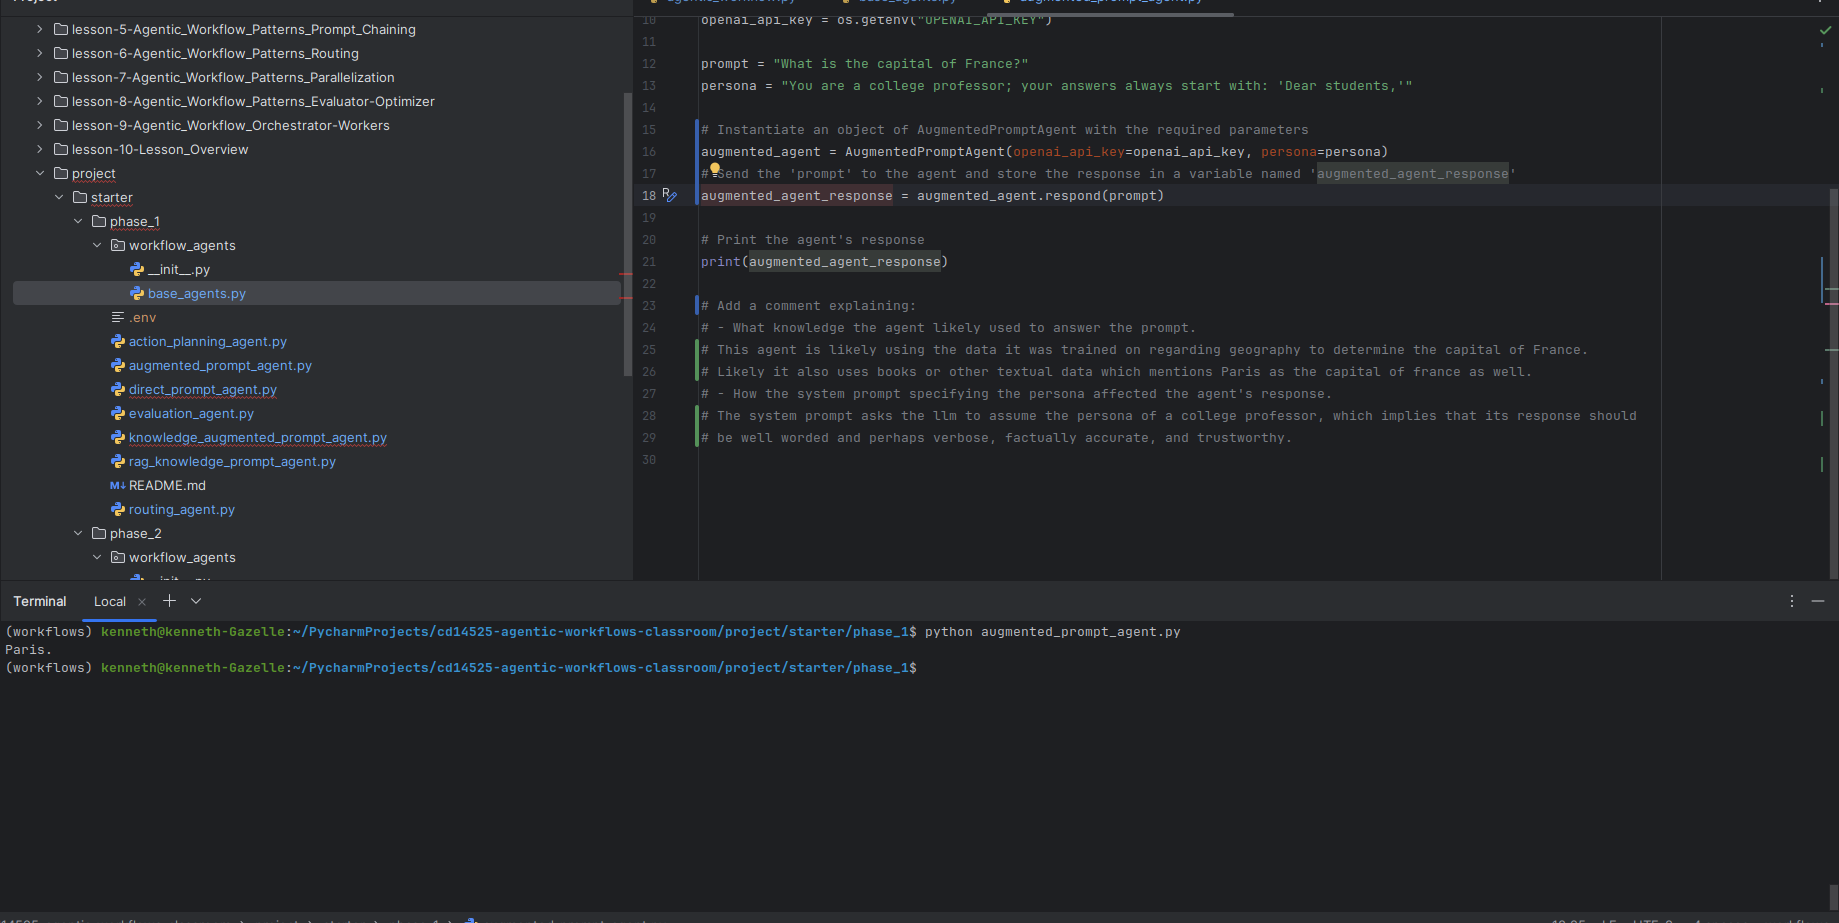 Project
lesson-5-Agentic_Workflow_Patterns_Prompt_Chaining
lesson-6-Agentic_Workflow_Patterns_Routing
lesson-7-Agentic_Workflow_Patterns_Parallelization
lesson-8-Agentic_Workflow_Patterns_Evaluator-Optimizer
lesson-9-Agentic_Workflow_Orchestrator-Workers
lesson-10-Lesson_Overview
project
starter
phase_1
workflow_agents
__init__.py
base_agents.py
.env
action_planning_agent.py
augmented_prompt_agent.py
direct_prompt_agent.py
evaluation_agent.py
knowledge_augmented_prompt_agent.py
rag_knowledge_prompt_agent.py
M↓ README.md
routing_agent.py
phase_2
workflow_agents
__init__.py
agentic_workflow.py base_agents.py augmented_prompt_agent.py
10 openai_api_key = os.getenv("OPENAI_API_KEY")
11
12 prompt = "What is the capital of France?"
13 persona = "You are a college professor; your answers always start with: 'Dear students,'"
14
15 # Instantiate an object of AugmentedPromptAgent with the required parameters
16 augmented_agent = AugmentedPromptAgent(openai_api_key=openai_api_key, persona=persona)
17 # Send the 'prompt' to the agent and store the response in a variable named 'augmented_agent_response'
18 augmented_agent_response = augmented_agent.respond(prompt)
19
20 # Print the agent's response
21 print(augmented_agent_response)
22
23 # Add a comment explaining:
24 # - What knowledge the agent likely used to answer the prompt.
25 # This agent is likely using the data it was trained on regarding geography to determine the capital of France.
26 # Likely it also uses books or other textual data which mentions Paris as the capital of france as well.
27 # - How the system prompt specifying the persona affected the agent's response.
28 # The system prompt asks the llm to assume the persona of a college professor, which implies that its response should
29 # be well worded and perhaps verbose, factually accurate, and trustworthy.
30
Terminal Local
(workflows) kenneth@kenneth-Gazelle:~/PycharmProjects/cd14525-agentic-workflows-classroom/project/starter/phase_1$ python augmented_prompt_agent.py
Paris.
(workflows) kenneth@kenneth-Gazelle:~/PycharmProjects/cd14525-agentic-workflows-classroom/project/starter/phase_1$